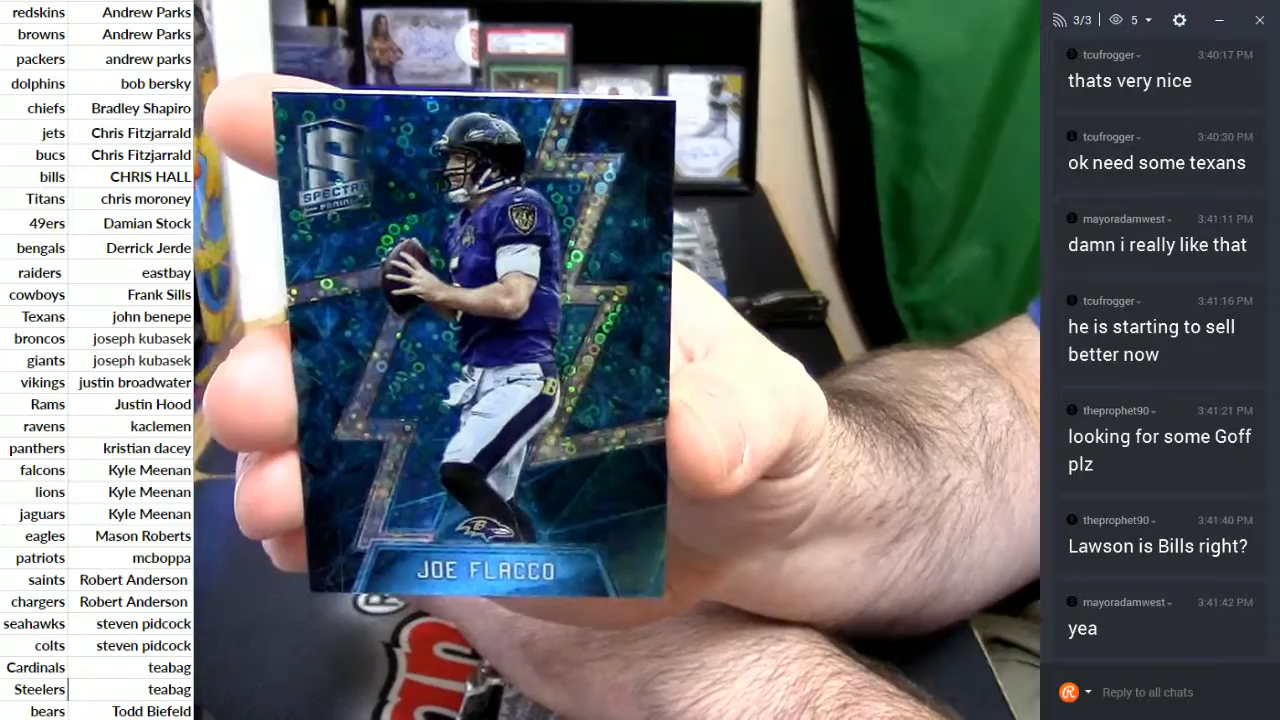 redskins Andrew Parks
browns Andrew Parks
packers andrew parks
dolphins bob bersky
chiefs Bradley Shapiro
jets Chris Fitzjarrald
bucs Chris Fitzjarrald
bills CHRIS HALL
Titans chris moroney
49ers Damian Stock
bengals Derrick Jerde
raiders eastbay
cowboys Frank Sills
Texans john benepe
broncos joseph kubasek
giants joseph kubasek
vikings justin broadwater
Rams Justin Hood
ravens kaclemen
panthers kristian dacey
falcons Kyle Meenan
lions Kyle Meenan
jaguars Kyle Meenan
eagles Mason Roberts
patriots mcboppa
saints Robert Anderson
chargers Robert Anderson
seahawks steven pidcock
colts steven pidcock
Cardinals teabag
Steelers teabag
bears Todd Biefeld
S
SPECTRA
PANINI
JOE FLACCO
3/3 5
tcufrogger 3:40:17 PM
thats very nice
tcufrogger 3:40:30 PM
ok need some texans
mayoradamwest 3:41:11 PM
damn i really like that
tcufrogger 3:41:16 PM
he is starting to sell
better now
theprophet90 3:41:21 PM
looking for some Goff
plz
theprophet90 3:41:40 PM
Lawson is Bills right?
mayoradamwest 3:41:42 PM
yea
Reply to all chats